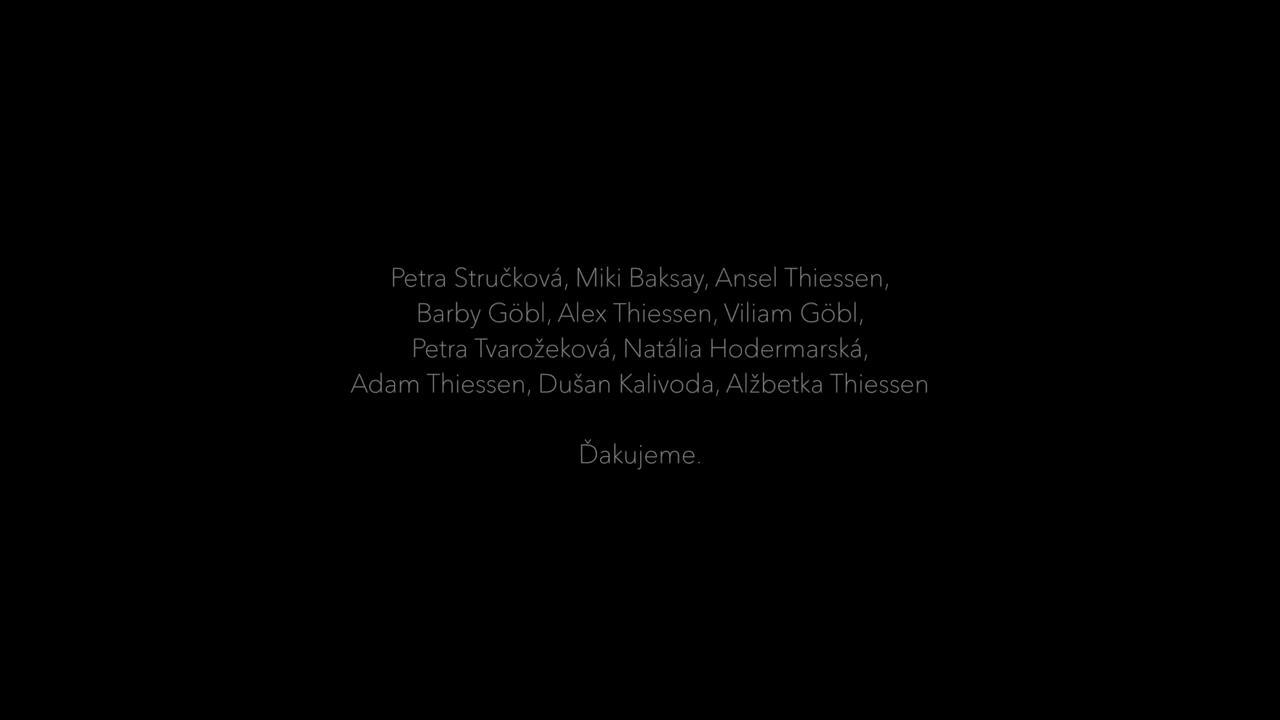 Petra Stručková, Miki Baksay, Ansel Thiessen,
Barby Göbl, Alex Thiessen, Viliam Göbl,
Petra Tvarožeková, Natália Hodermarská,
Adam Thiessen, Dušan Kalivoda, Alžbetka Thiessen
Ďakujeme.